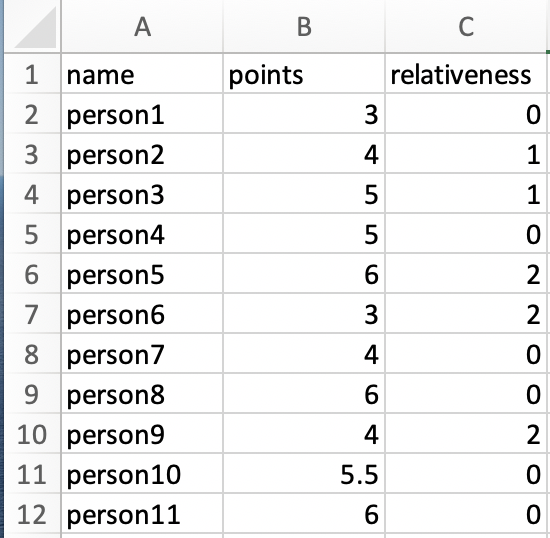 A B C
1 name points relativeness
2 person1 3 0
3 person2 4 1
4 person3 5 1
5 person4 5 0
6 person5 6 2
7 person6 3 2
8 person7 4 0
9 person8 6 0
10 person9 4 2
11 person10 5.5 0
12 person11 6 0